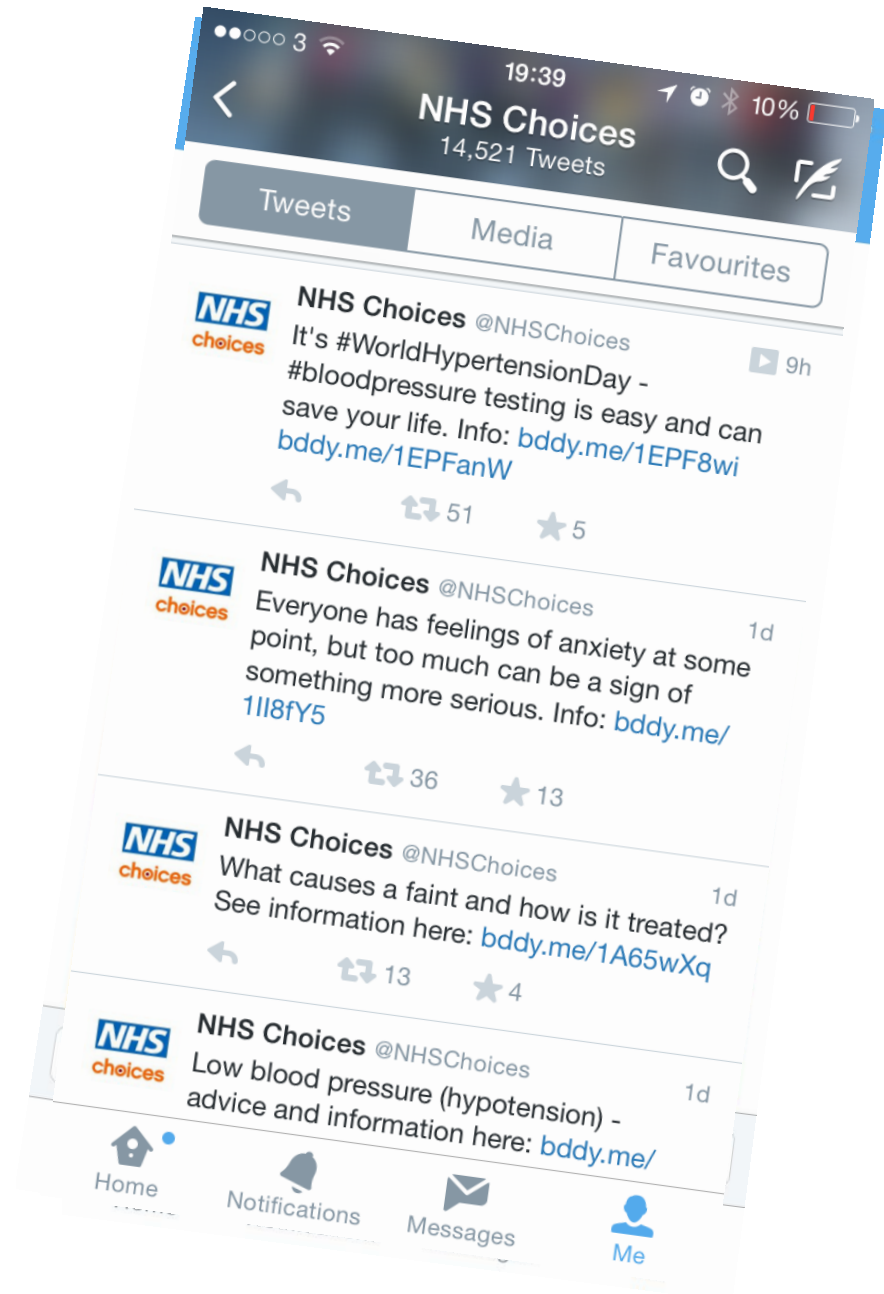 3
19:39
10%
NHS Choices
14,521 Tweets
Tweets
Media
Favourites
NHS choices
NHS Choices @NHSChoices
9h
It's #WorldHypertensionDay -
#bloodpressure testing is easy and can
save your life. Info: bddy.me/1EPF8wi
bddy.me/1EPFanW
51
5
NHS choices
NHS Choices @NHSChoices
1d
Everyone has feelings of anxiety at some
point, but too much can be a sign of
something more serious. Info: bddy.me/
1Il8fY5
36
13
NHS choices
NHS Choices @NHSChoices
1d
What causes a faint and how is it treated?
See information here: bddy.me/1A65wXq
13
4
NHS choices
NHS Choices @NHSChoices
1d
Low blood pressure (hypotension) -
advice and information here: bddy.me/
Home
Notifications
Messages
Me